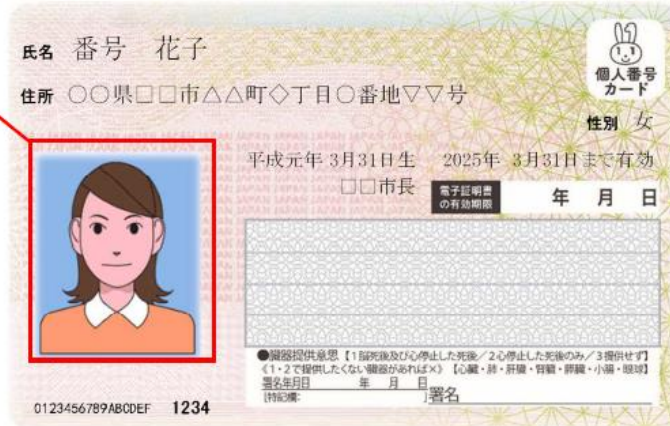 氏名 番号 花子
個人番号
カード
住所 〇〇県□□市△△町◇丁目〇番地▽▽号
性別 女
平成元年 3月31日生 2025年 3月31日まで有効
□□市長
電子証明書
の有効期限
年 月 日
●臓器提供意思【1脳死後及び心停止した死後/2心停止した死後のみ/3提供せず】
《1・2で提供したくない臓器があれば×》【心臓・肺・肝臓・腎臓・膵臓・小腸・眼球】
署名年月日 年 月 日
[特記欄: ]署名
0123456789ABCDEF 1234